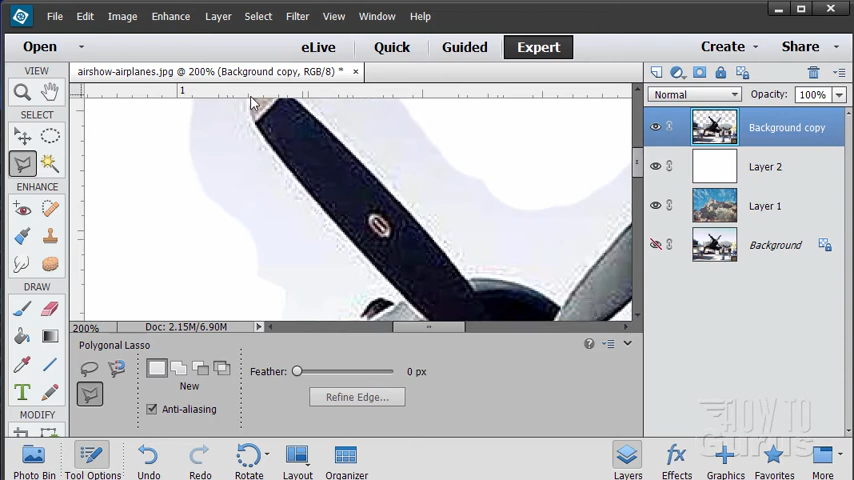 File Edit Image Enhance Layer Select Filter View Window Help
Open eLive Quick Guided Expert Create Share
airshow-airplanes.jpg @ 200% (Background copy, RGB/8) * ×
VIEW
SELECT
ENHANCE
DRAW
MODIFY
1
Normal Opacity: 100%
Background copy
Layer 2
Layer 1
Background
200% Doc: 2.15M/6.90M
Polygonal Lasso
New
Anti-aliasing
Feather: 0 px
Refine Edge...
HOW TO
GURUS
Photo Bin Tool Options Undo Redo Rotate Layout Organizer Layers Effects Graphics Favorites More